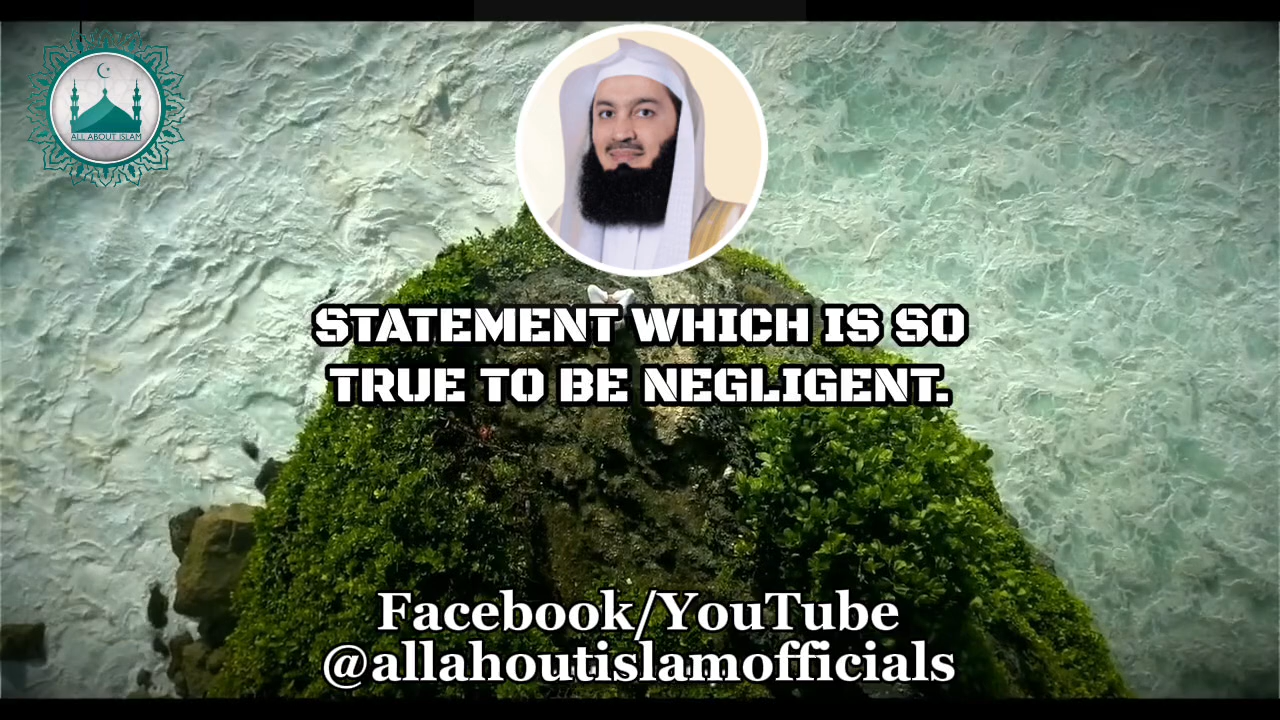 ALL ABOUT ISLAM
STATEMENT WHICH IS SO
TRUE TO BE NEGLIGENT.
Facebook/YouTube
@allahoutislamofficials